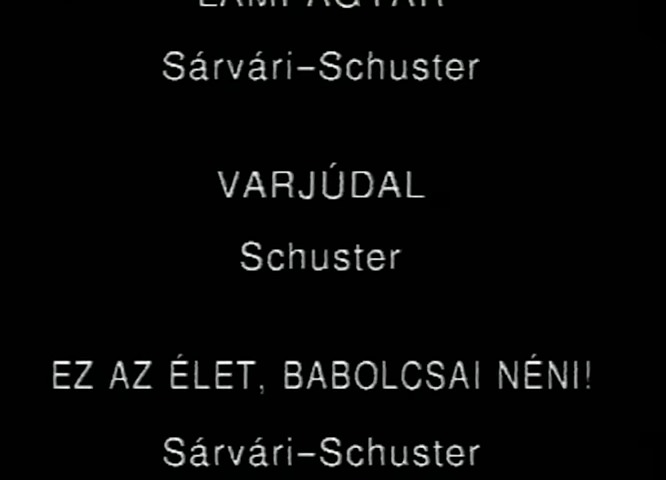 Sárvári-Schuster
VARJÚDAL
Schuster
EZ AZ ÉLET, BABOLCSAI NÉNI!
Sárvári-Schuster